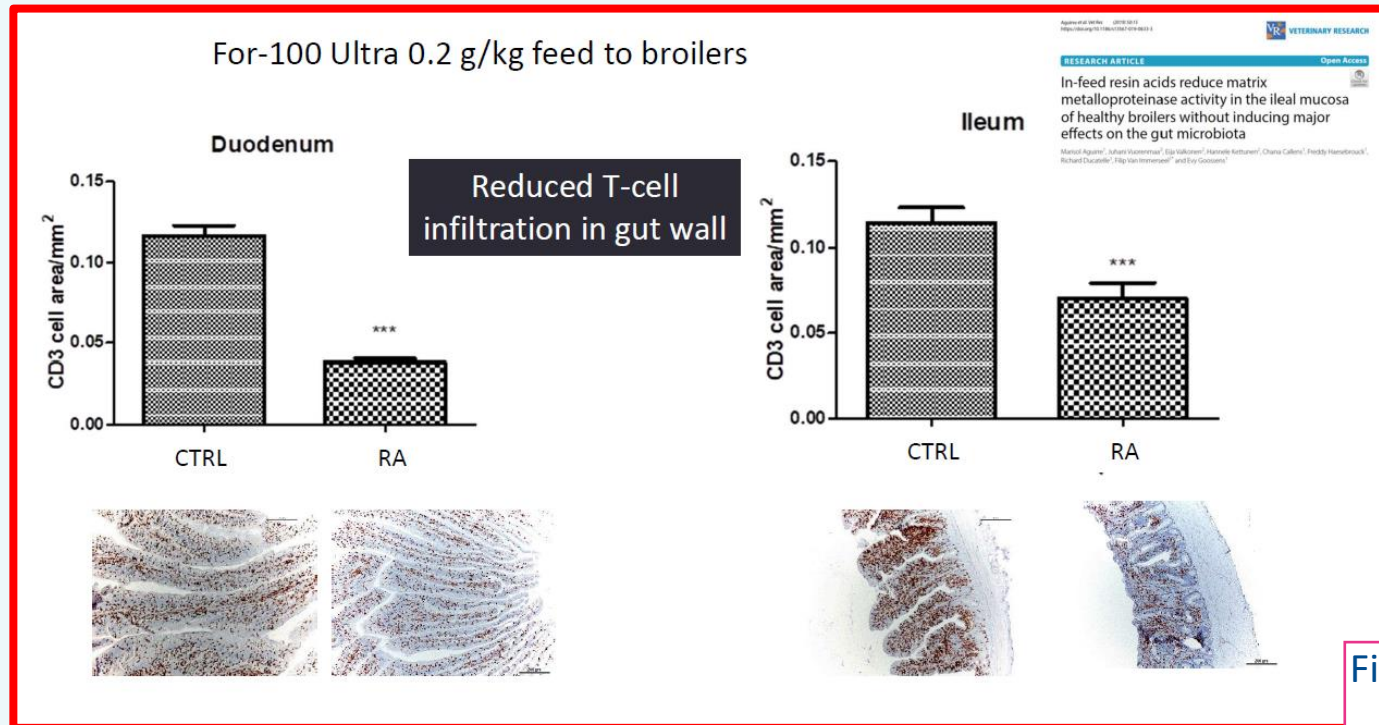 For-100 Ultra 0.2 g/kg feed to broilers
VETERINARY RESEARCH
RESEARCH ARTICLE
Open Access
In-feed resin acids reduce matrix
metalloproteinase activity in the ileal mucosa
of healthy broilers without inducing major
effects on the gut microbiota
Duodenum
CD3 cell area/mm²
0.15
0.10
0.05
0.00
***
CTRL
RA
Reduced T-cell
infiltration in gut wall
Ileum
CD3 cell area/mm²
0.15
0.10
0.05
0.00
***
CTRL
RA
Fi